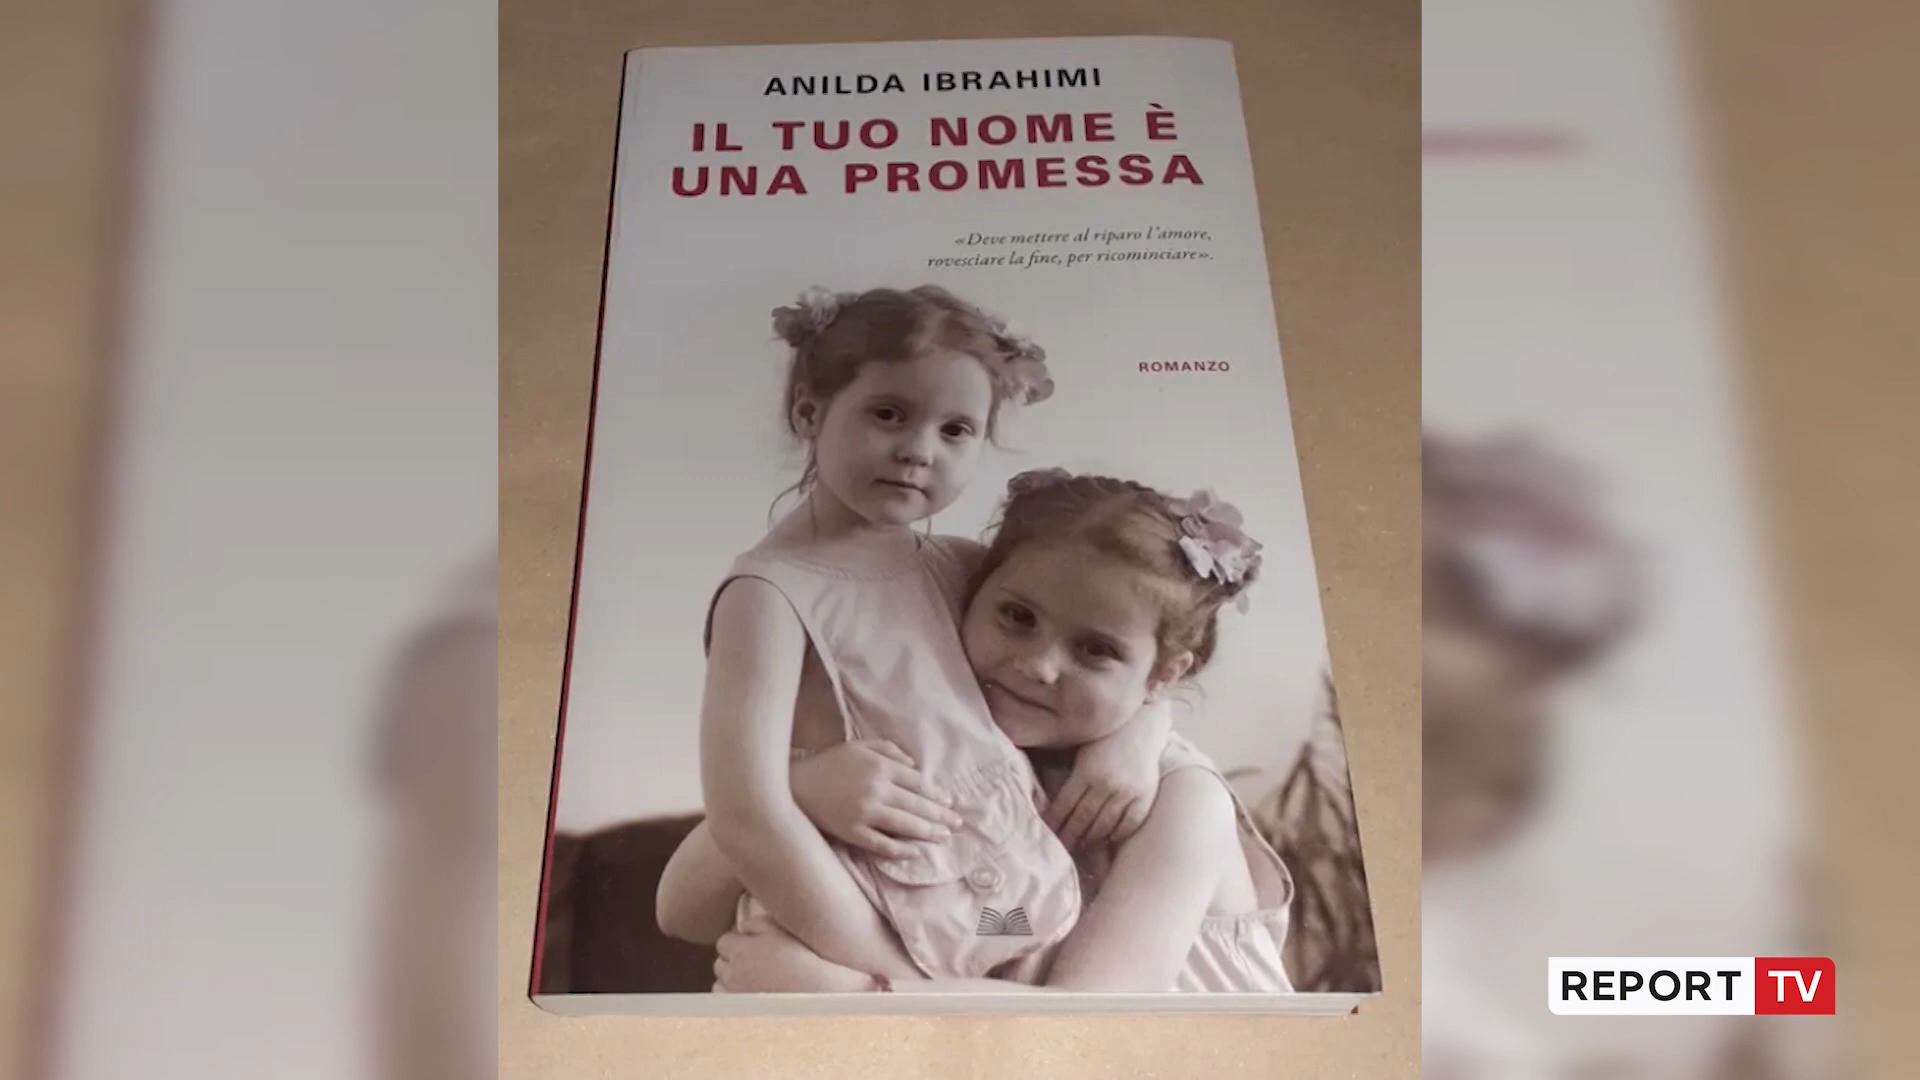 ANILDA IBRAHIMI
IL TUO NOME È
UNA PROMESSA
«Deve mettere al riparo l'amore,
rovesciare la fine, per ricominciare».
ROMANZO
REPORT TV